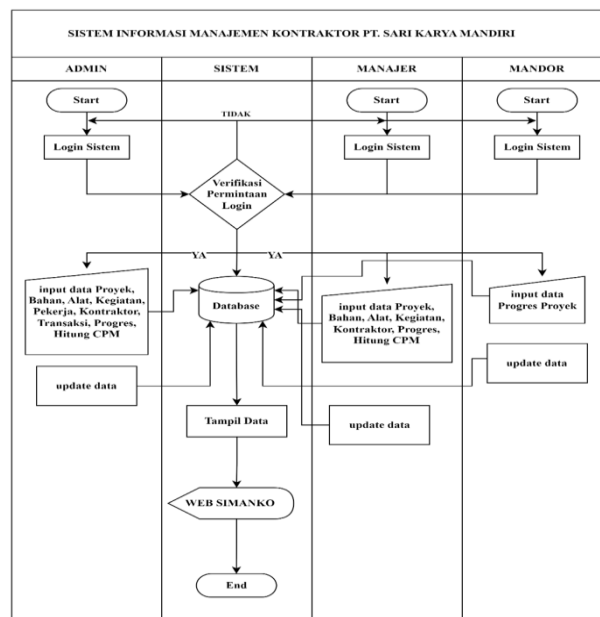 SISTEM INFORMASI MANAJEMEN KONTRAKTOR PT. SARI KARYA MANDIRI
ADMIN
SISTEM
MANAJER
MANDOR
Start
Start
Start
TIDAK
Login Sistem
Login Sistem
Login Sistem
Verifikasi
Permintaan
Login
YA
YA
input data Proyek,
Bahan, Alat, Kegiatan,
Pekerja, Kontraktor,
Transaksi, Progres,
Hitung CPM
Database
input data Proyek,
Bahan, Alat, Kegiatan,
Kontraktor, Progres,
Hitung CPM
input data
Progres Proyek
update data
update data
Tampil Data
update data
WEB SIMANKO
End